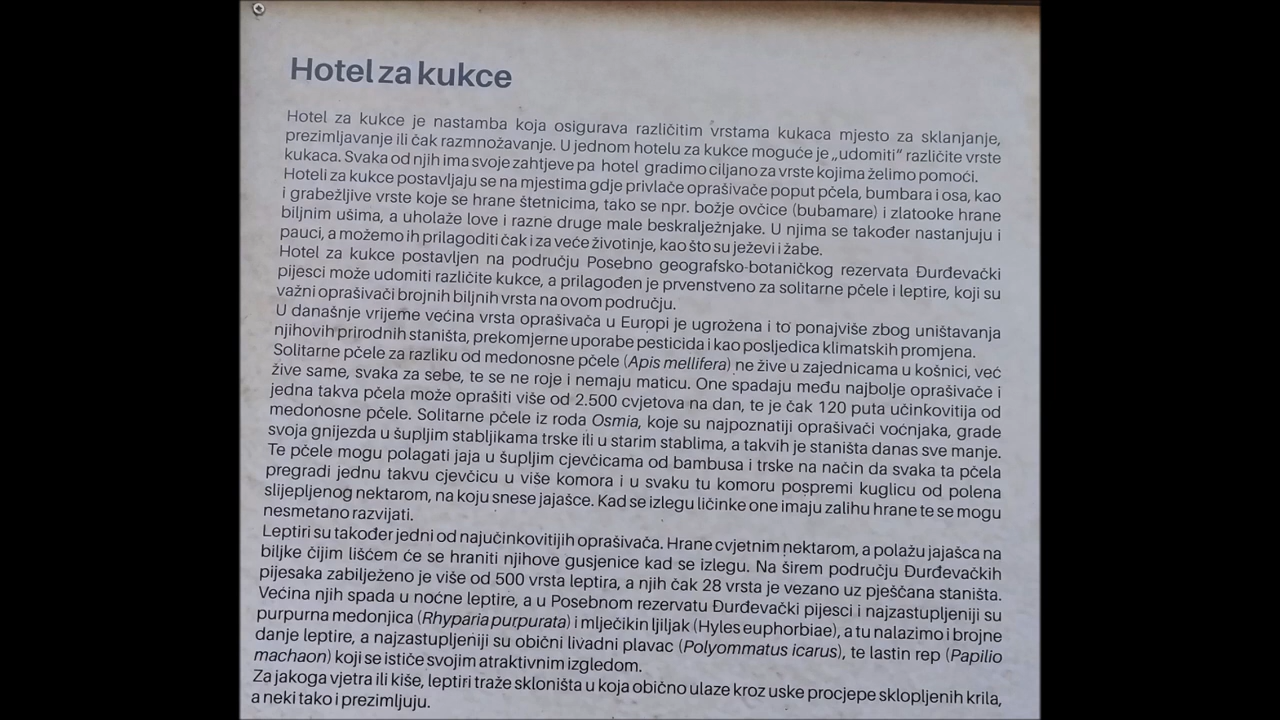 Hotel za kukce
Hotel za kukce je nastamba koja osigurava različitim vrstama kukaca mjesto za sklanjanje,
prezimljavanje ili čak razmnožavanje. U jednom hotelu za kukce moguće je „udomiti“ različite vrste
kukaca. Svaka od njih ima svoje zahtjeve pa hotel gradimo ciljano za vrste kojima želimo pomoći.
Hoteli za kukce postavljaju se na mjestima gdje privlače oprašivače poput pčela, bumbara i osa, kao
i grabežljive vrste koje se hrane štetnicima, tako se npr. božje ovčice (bubamare) i zlatooke hrane
biljnim ušima, a uholaže love i razne druge male beskralježnjake. U njima se također nastanjuju i
pauci, a možemo ih prilagoditi čak i za veće životinje, kao što su ježevi i žabe.
Hotel za kukce postavljen na području Posebno geografsko-botaničkog rezervata Đurđevački
pijesci može udomiti različite kukce, a prilagođen je prvenstveno za solitarne pčele i leptire, koji su
važni oprašivači brojnih biljnih vrsta na ovom području.
U današnje vrijeme većina vrsta oprašivača u Europi je ugrožena i to ponajviše zbog uništavanja
njihovih prirodnih staništa, prekomjerne uporabe pesticida i kao posljedica klimatskih promjena.
Solitarne pčele za razliku od medonosne pčele (Apis mellifera) ne žive u zajednicama u košnici, već
žive same, svaka za sebe, te se ne roje i nemaju maticu. One spadaju među najbolje oprašivače i
jedna takva pčela može oprašiti više od 2.500 cvjetova na dan, te je čak 120 puta učinkovitija od
medonosne pčele. Solitarne pčele iz roda Osmia, koje su najpoznatiji oprašivači voćnjaka, grade
svoja gnijezda u šupljim stabljikama trske ili u starim stablima, a takvih je staništa danas sve manje.
Te pčele mogu polagati jaja u šupljim cjevčicama od bambusa i trske na način da svaka ta pčela
pregradi jednu takvu cjevčicu u više komora i u svaku tu komoru pospremi kuglicu od polena
slijepljenog nektarom, na koju snese jajašce. Kad se izlegu ličinke one imaju zalihu hrane te se mogu
nesmetano razvijati.
Leptiri su također jedni od najučinkovitijih oprašivača. Hrane cvjetnim nektarom, a polažu jajašca na
biljke čijim lišćem će se hraniti njihove gusjenice kad se izlegu. Na širem području Đurđevačkih
pijesaka zabilježeno je više od 500 vrsta leptira, a njih čak 28 vrsta je vezano uz pješčana staništa.
Većina njih spada u noćne leptire, a u Posebnom rezervatu Đurđevački pijesci i najzastupljeniji su
purpurna medonjica (Rhyparia purpurata) i mlječikin ljiljak (Hyles euphorbiae), a tu nalazimo i brojne
danje leptire, a najzastupljeniji su obični livadni plavac (Polyommatus icarus), te lastin rep (Papilio
machaon) koji se ističe svojim atraktivnim izgledom.
Za jakoga vjetra ili kiše, leptiri traže skloništa u koja obično ulaze kroz uske procjepe sklopljenih krila,
a neki tako i prezimljuju.